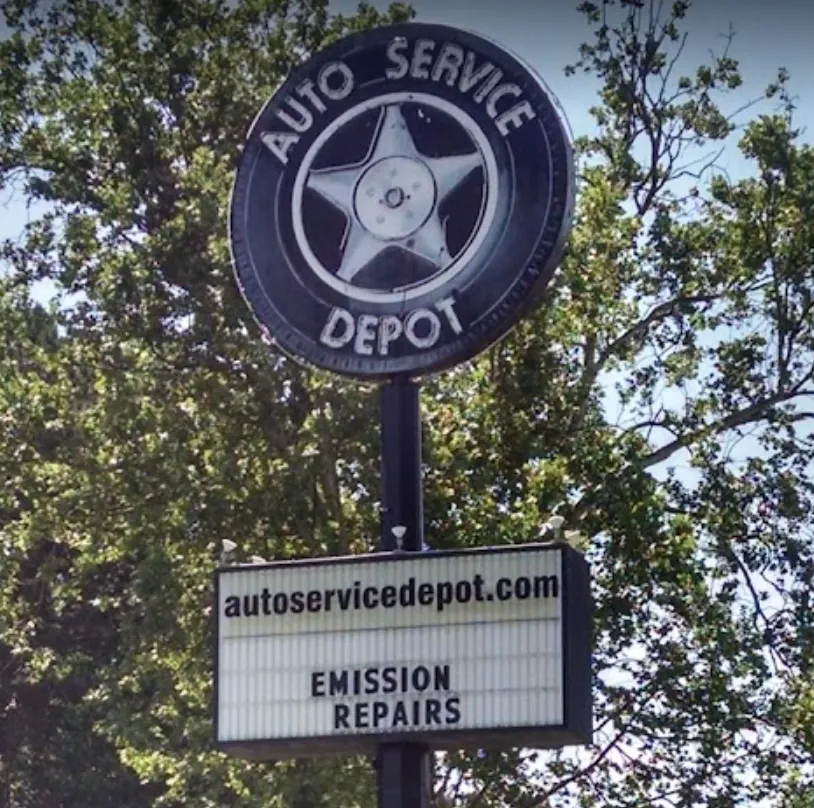 AUTO SERVICE
DEPOT
autoservicedepot.com
EMISSION
REPAIRS